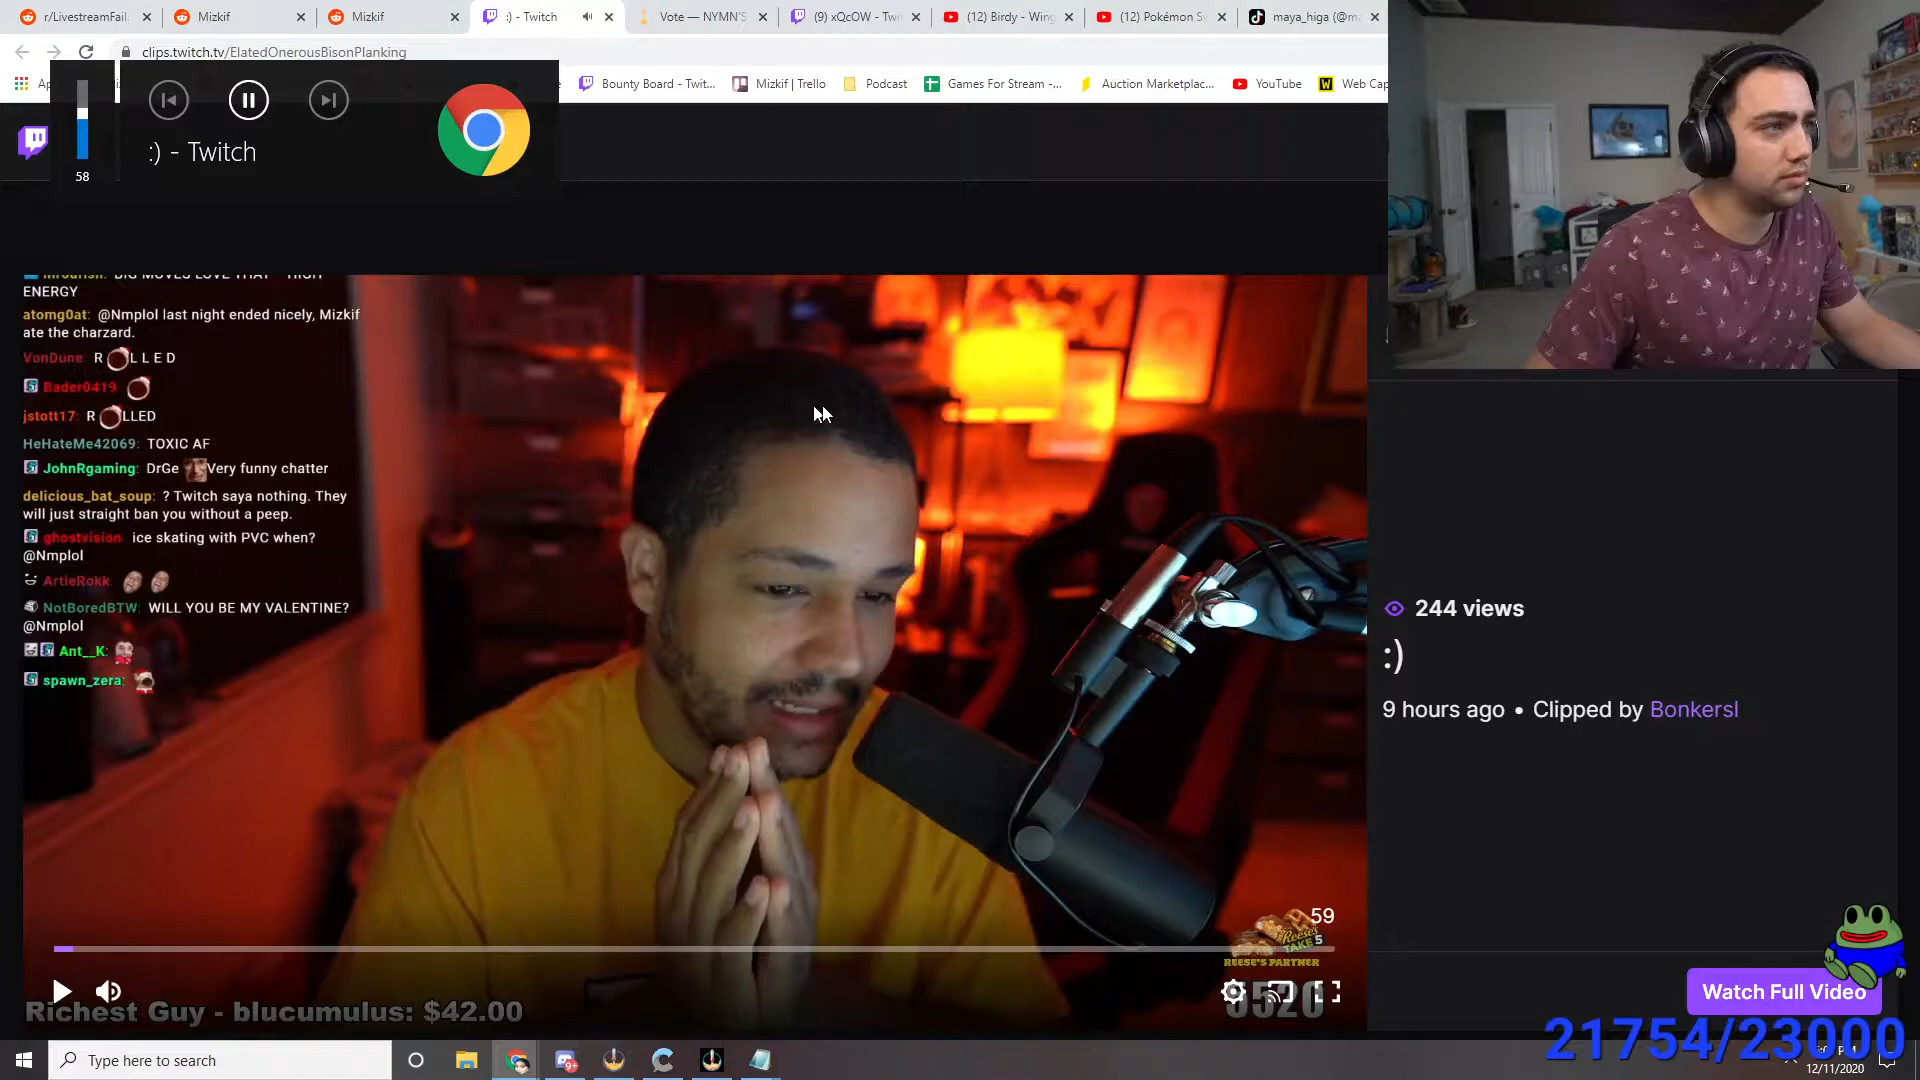 r/LivestreamFail
Mizkif
Mizkif
:) - Twitch
Vote — NYMN'S
(9) xQcOW - Twi
(12) Birdy - Wing
(12) Pokémon Sw
maya_higa (@ma
clips.twitch.tv/ElatedOnerousBisonPlanking
Bounty Board - Twit...
Mizkif | Trello
Podcast
Games For Stream -...
Auction Marketplac...
YouTube
Web Cap
:) - Twitch
58
ENERGY
atomg0at: @Nmplol last night ended nicely, Mizkif
ate the charzard.
VonDune: R L L E D
Bader0419
jstott17: R LLED
HeHateMe42069: TOXIC AF
JohnRgaming: DrGe Very funny chatter
delicious_bat_soup: ? Twitch saya nothing. They
will just straight ban you without a peep.
ghostvision ice skating with PVC when?
@Nmplol
ArtieRokk
NotBoredBTW: WILL YOU BE MY VALENTINE?
@Nmplol
Ant__K:
spawn_zera:
244 views
:)
9 hours ago • Clipped by Bonkersl
59
Reese's
TAKE 5
REESE'S PARTNER
Richest Guy - blucumulus: $42.00
5520
Watch Full Video
21754/23000
Type here to search
12/11/2020